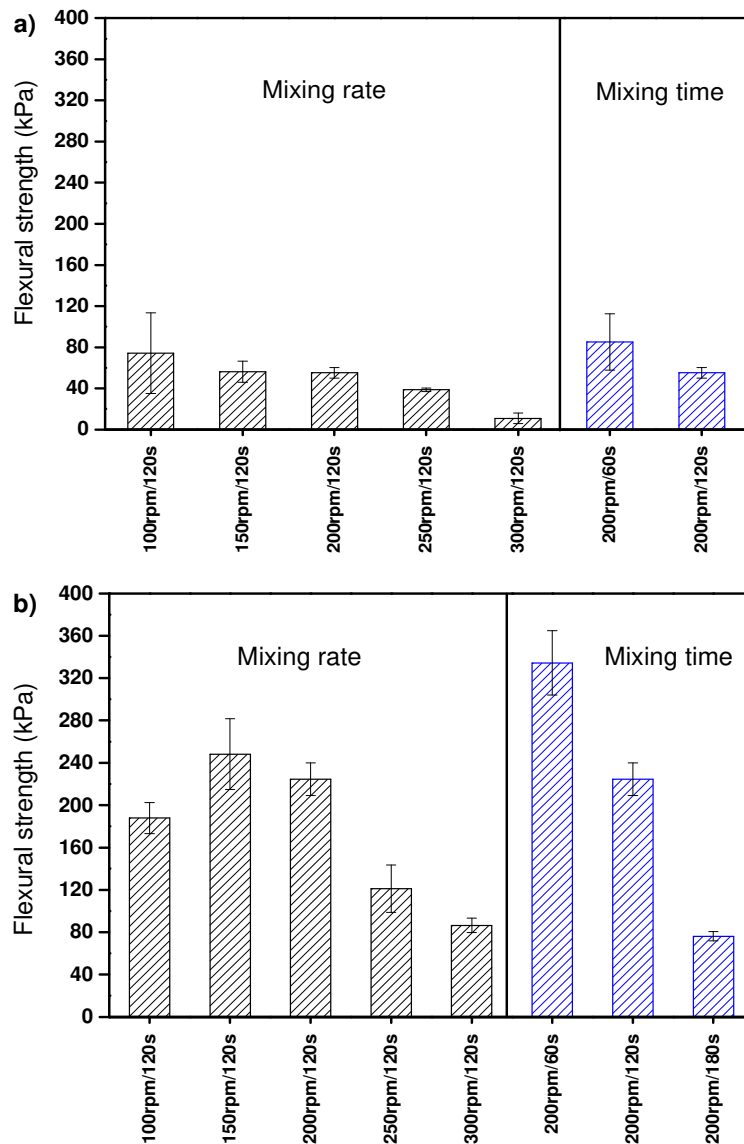 a)
400
360
320
280
240
200
160
120
80
40
0
Flexural strength (kPa)
Mixing rate
Mixing time
100rpm/120s
150rpm/120s
200rpm/120s
250rpm/120s
300rpm/120s
200rpm/60s
200rpm/120s
b)
400
360
320
280
240
200
160
120
80
40
0
Flexural strength (kPa)
Mixing rate
Mixing time
100rpm/120s
150rpm/120s
200rpm/120s
250rpm/120s
300rpm/120s
200rpm/60s
200rpm/120s
200rpm/180s